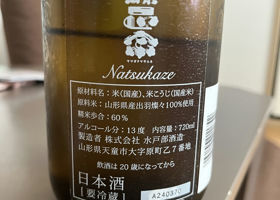 Natsukaze
原材料名：米(国産)、米こうじ(国産米)
原料米：山形県産出羽燦々100%使用
精米歩合：60%
アルコール分：13度 内容量：720ml
製造者 株式会社 水戸部酒造
山形県天童市大字原町乙7番地
飲酒は20歳になってから
日本酒
[要冷蔵]
A240370